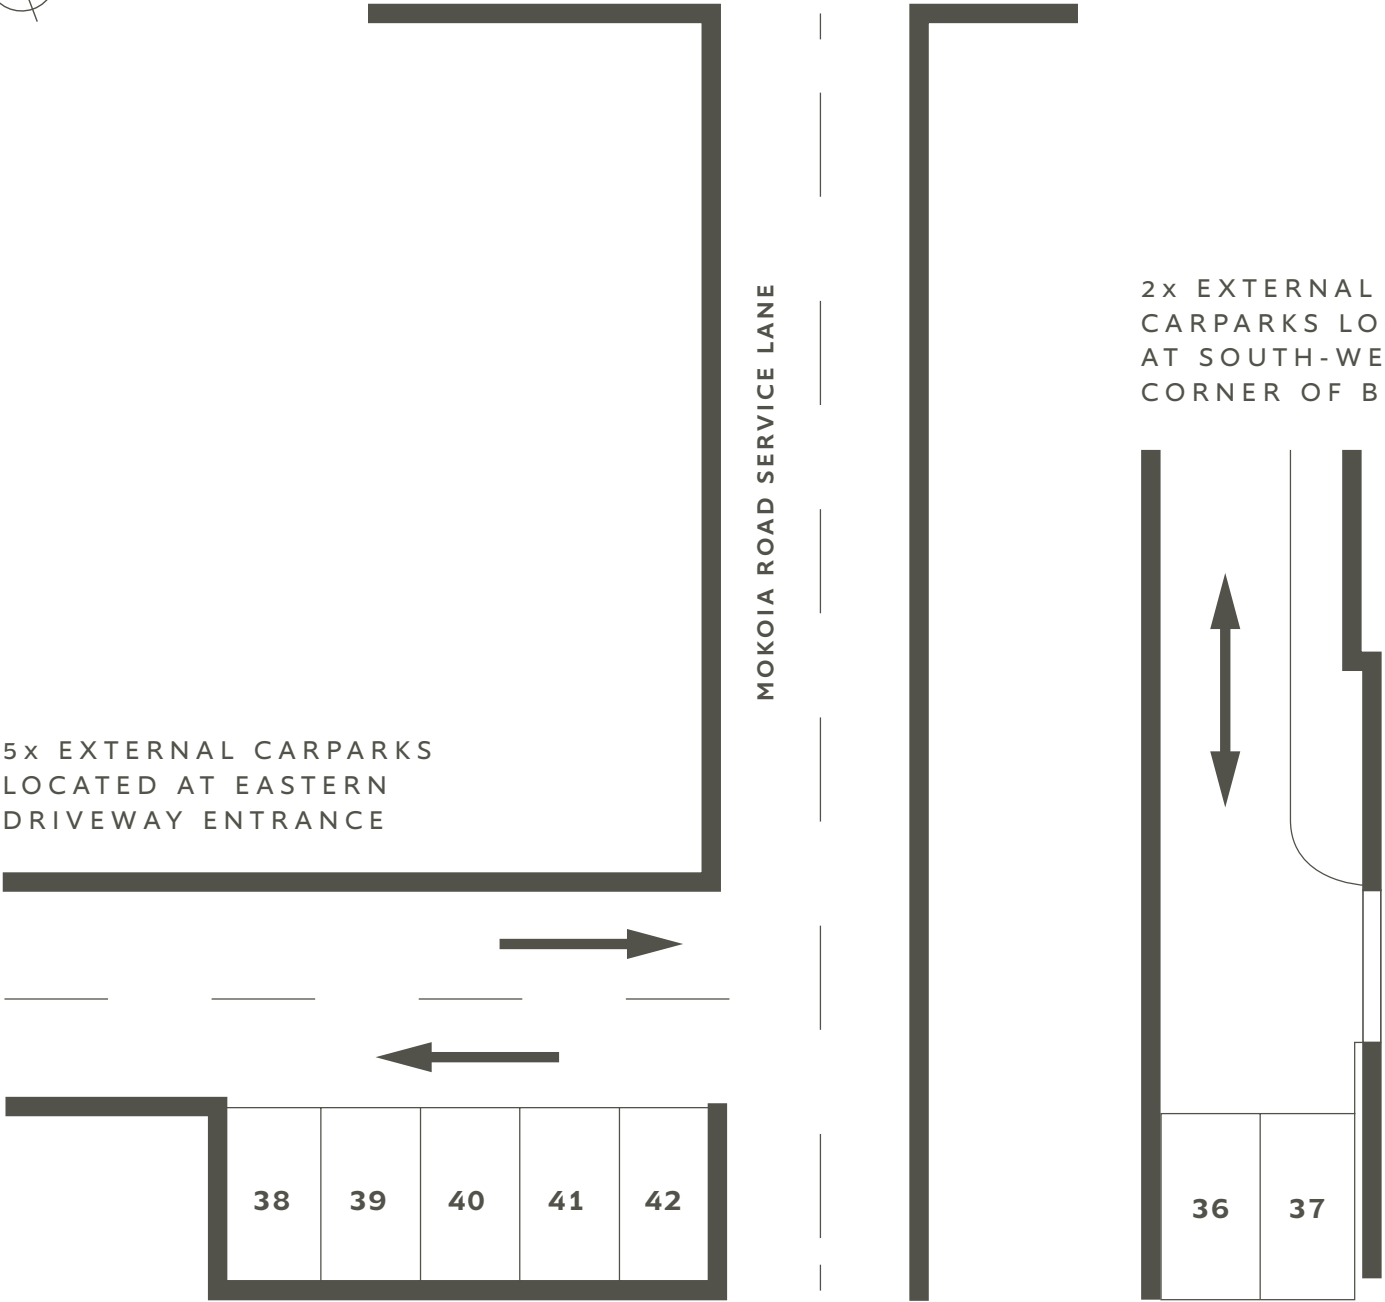 2x EXTERNAL
CARPARKS LO
AT SOUTH-WE
CORNER OF B
MOKOIA ROAD SERVICE LANE
5x EXTERNAL CARPARKS
LOCATED AT EASTERN
DRIVEWAY ENTRANCE
38 39 40 41 42
36 37